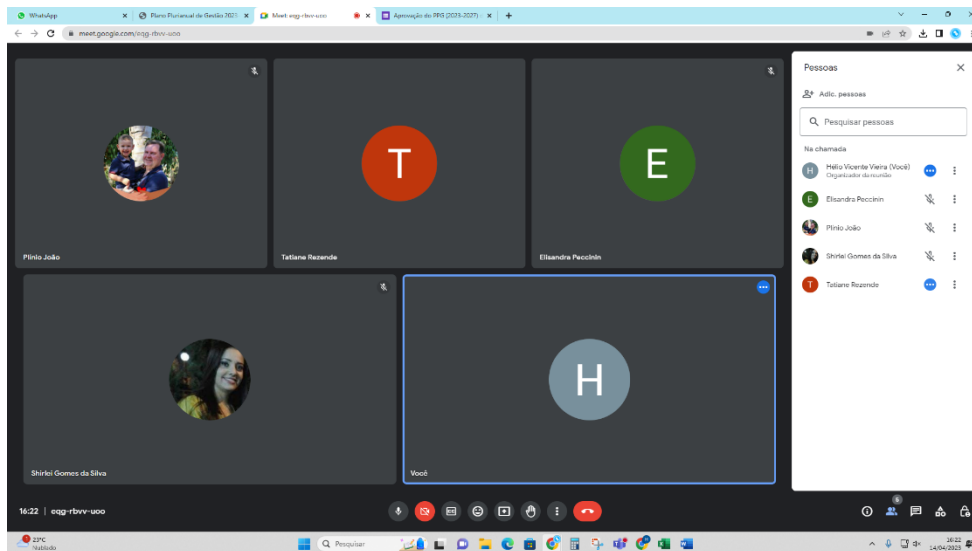 WhatsApp
Plano Plurianual de Gestão 2023
Meet: eqg-rbvv-uoo
Aprovação do PPG (2023-2027)
meet.google.com/eqg-rbvv-uoo
Plinio João
T
Tatiane Rezende
E
Elisandra Peccinin
Shirlei Gomes da Silva
H
Você
Pessoas
Adic. pessoas
Pesquisar pessoas
Na chamada
H
Hélio Vicente Vieira (Você)
Organizador da reunião
E
Elisandra Peccinin
Plinio João
Shirlei Gomes da Silva
T
Tatiane Rezende
16:22 | eqg-rbvv-uoo
5
23°C
Nublado
Pesquisar
16:22
14/04/2023